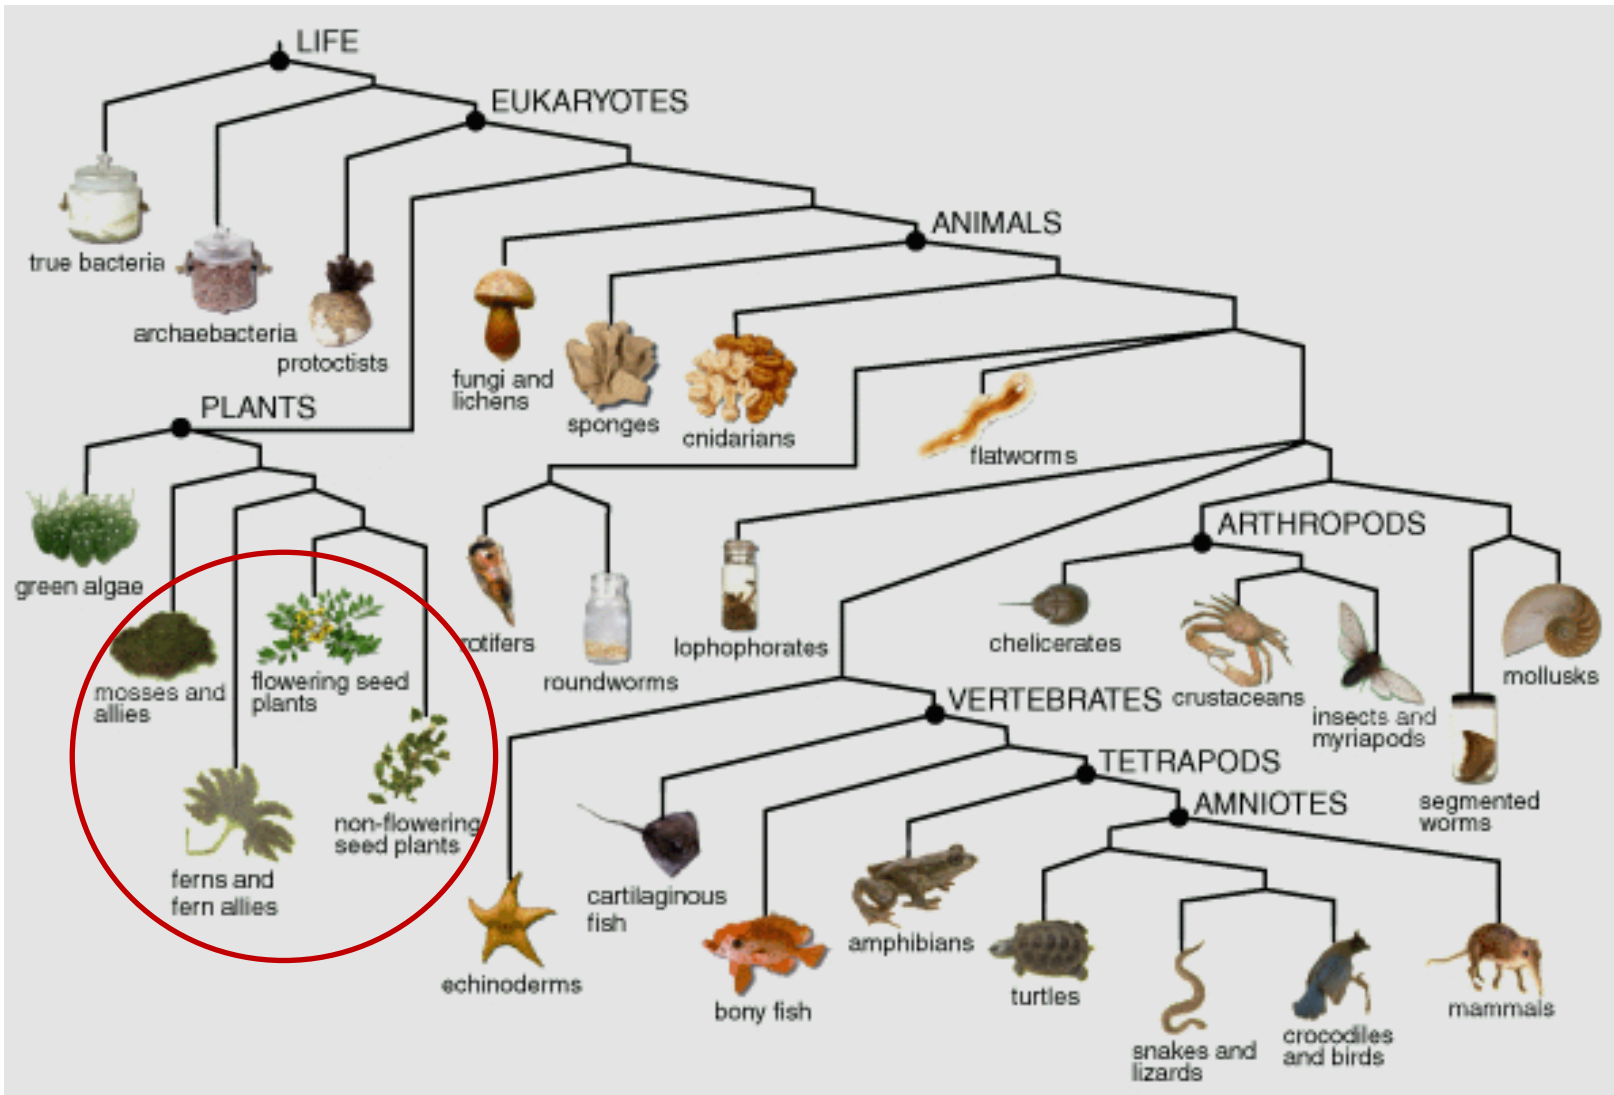 LIFE
EUKARYOTES
ANIMALS
true bacteria
archaebacteria
protoctists
fungi and
lichens
sponges
cnidarians
flatworms
PLANTS
green algae
mosses and
allies
flowering seed
plants
ferns and
fern allies
non-flowering
seed plants
rotifers
roundworms
lophophorates
ARTHROPODS
chelicerates
crustaceans
insects and
myriapods
mollusks
segmented
worms
VERTEBRATES
TETRAPODS
AMNIOTES
echinoderms
cartilaginous
fish
bony fish
amphibians
turtles
snakes and
lizards
crocodiles
and birds
mammals